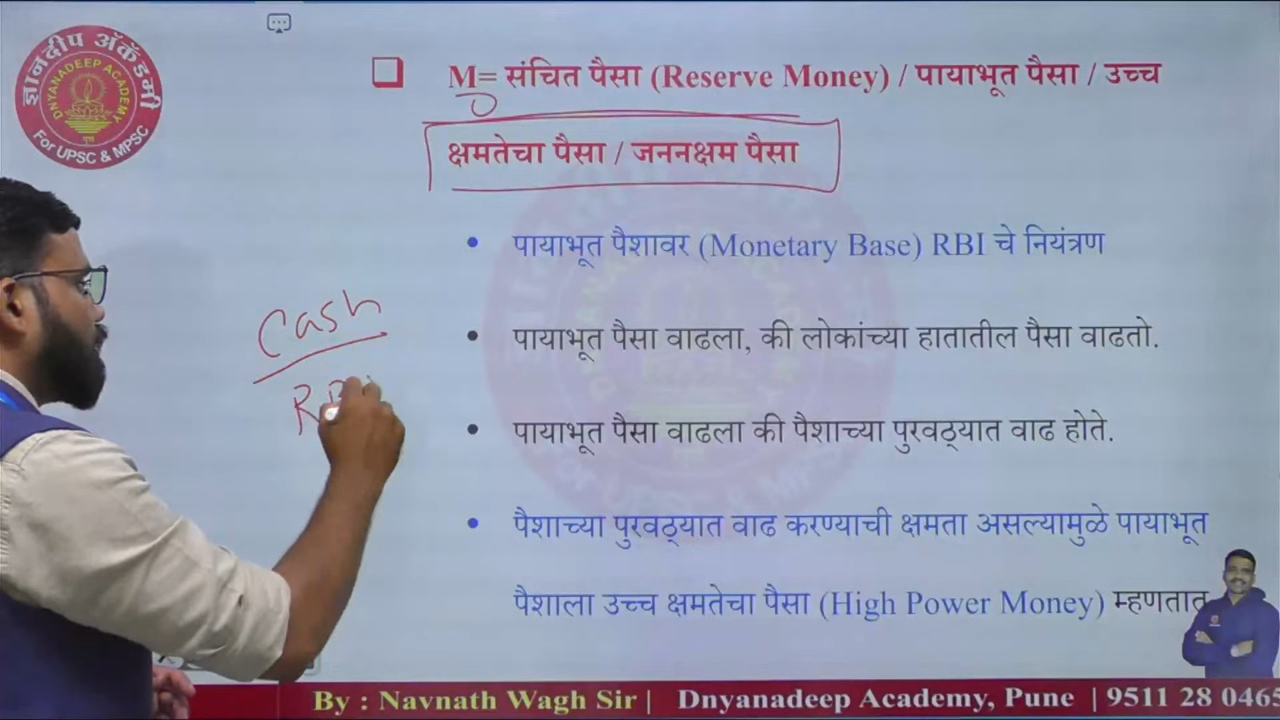 ज्ञानदीप अॅकॅडमी
DNYANADEEP ACADEMY
पुणे
For UPSC & MPSC
M= संचित पैसा (Reserve Money) / पायाभूत पैसा / उच्च
क्षमतेचा पैसा / जननक्षम पैसा
• पायाभूत पैशावर (Monetary Base) RBI चे नियंत्रण
Cash
• पायाभूत पैसा वाढला, की लोकांच्या हातातील पैसा वाढतो.
• पायाभूत पैसा वाढला की पैशाच्या पुरवठ्यात वाढ होते.
• पैशाच्या पुरवठ्यात वाढ करण्याची क्षमता असल्यामुळे पायाभूत
पैशाला उच्च क्षमतेचा पैसा (High Power Money) म्हणतात
By : Navnath Wagh Sir | Dnyanadeep Academy, Pune | 9511 28 0465